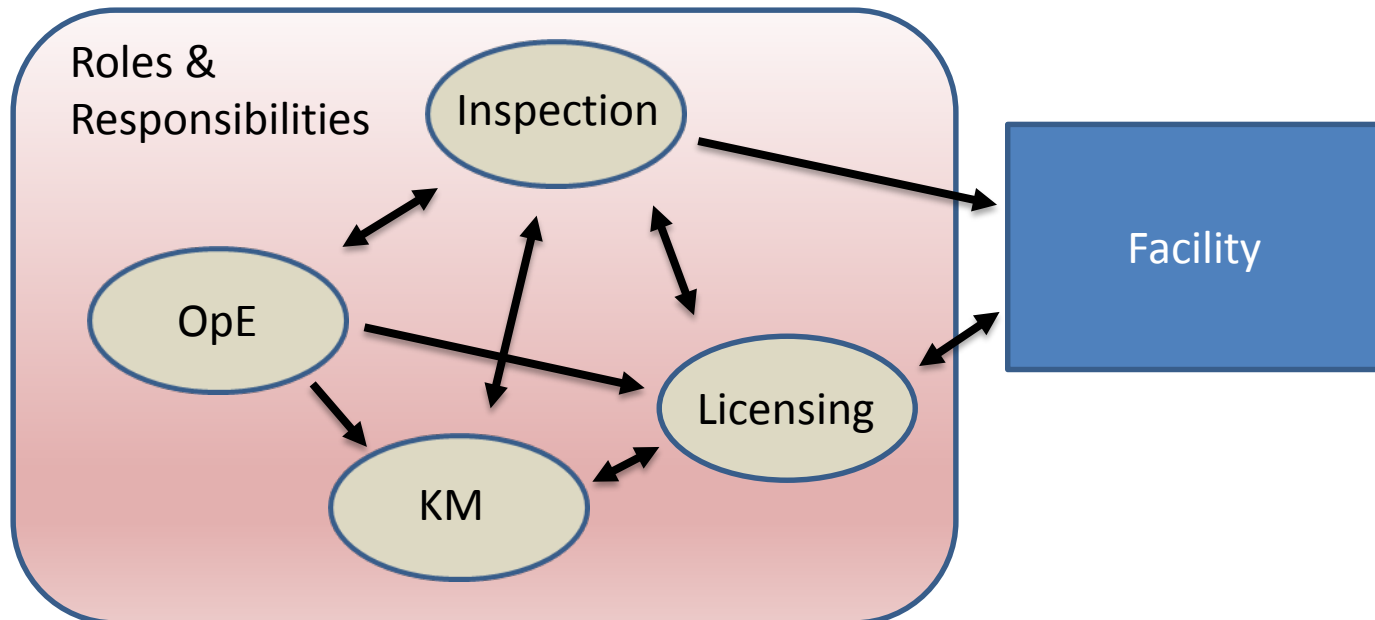 Roles &
Responsibilities
Inspection
Facility
OpE
Licensing
KM